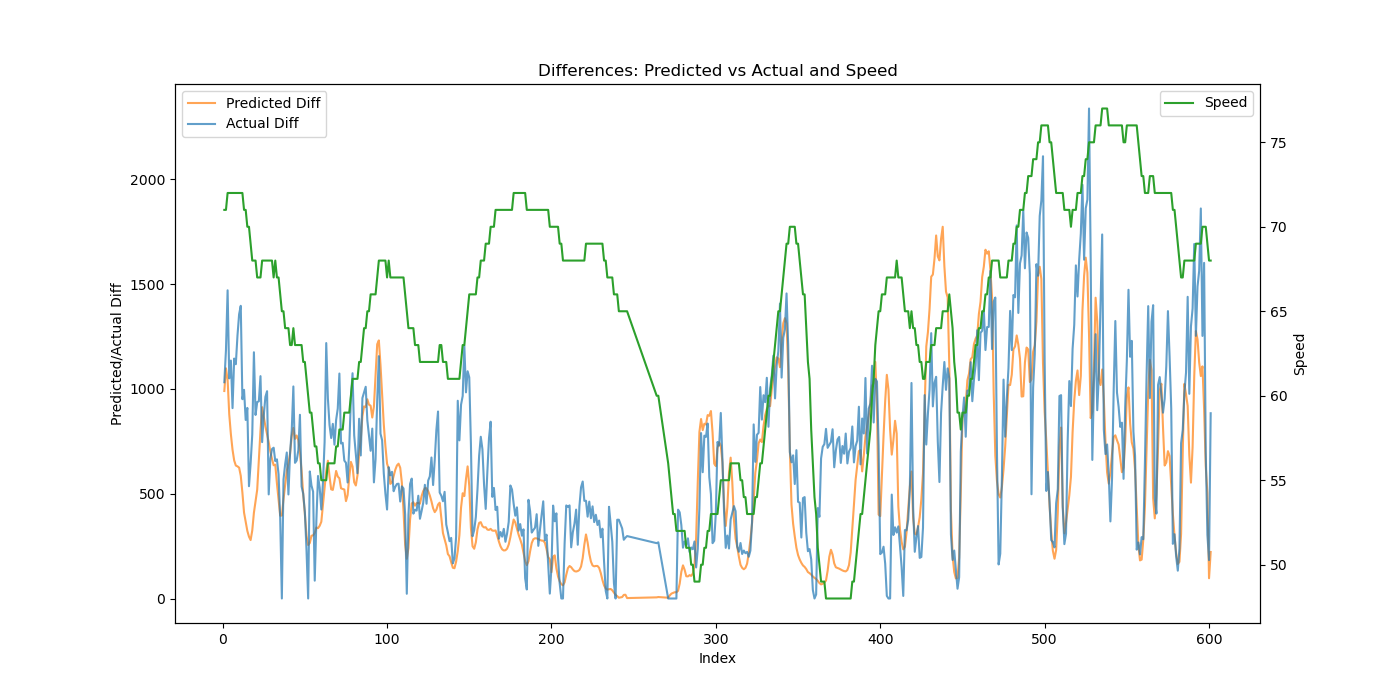 Differences: Predicted vs Actual and Speed
Predicted Diff
Actual Diff
Speed
Predicted/Actual Diff
2000
1500
1000
500
0
75
70
65
60
55
50
Speed
0 100 200 300 400 500 600
Index